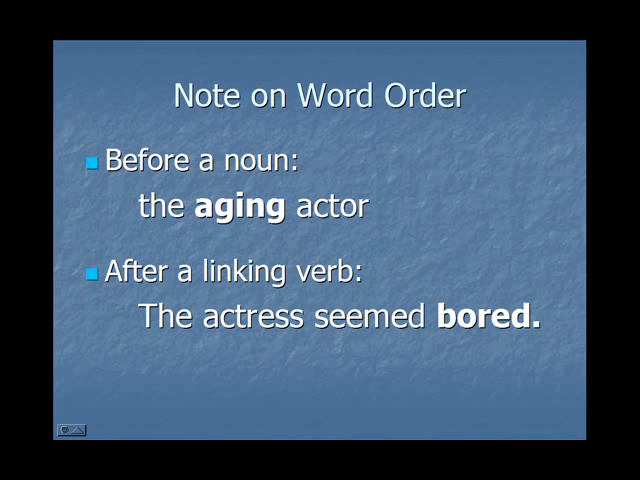 Note on Word Order
Before a noun:
the aging actor
After a linking verb:
The actress seemed bored.